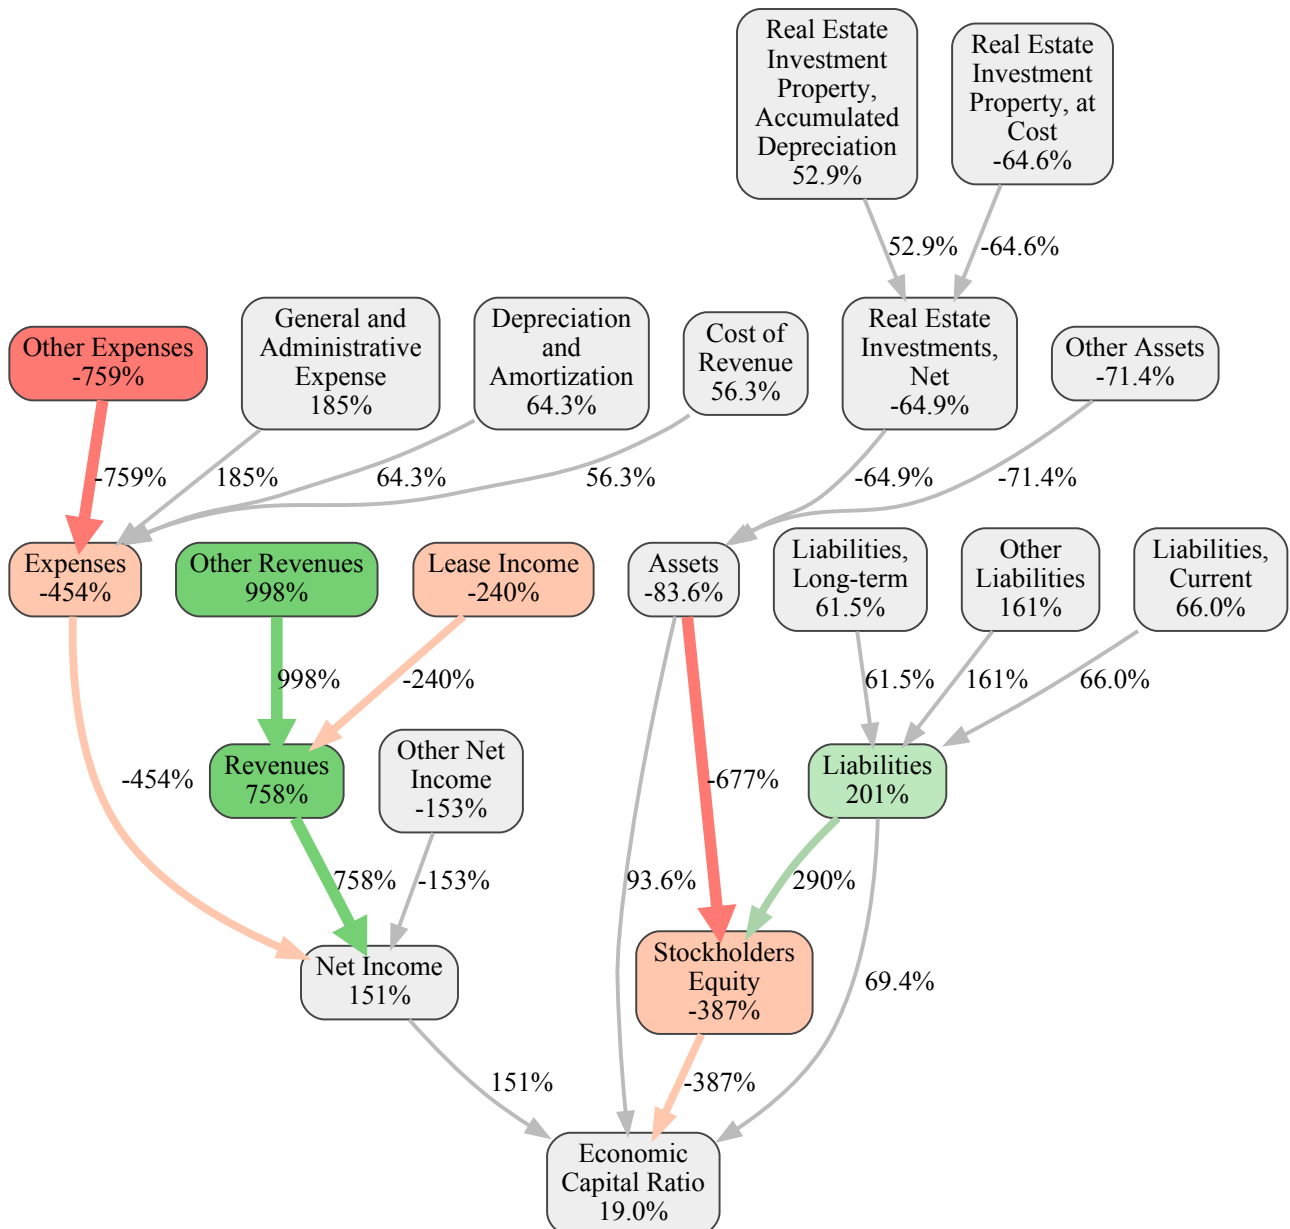 Real Estate
Investment
Property,
Accumulated
Depreciation
52.9%
Real Estate
Investment
Property, at
Cost
-64.6%
52.9%
-64.6%
Other Expenses
-759%
General and
Administrative
Expense
185%
Depreciation
and
Amortization
64.3%
Cost of
Revenue
56.3%
Real Estate
Investments,
Net
-64.9%
Other Assets
-71.4%
-759%
185%
64.3%
56.3%
-64.9%
-71.4%
Expenses
-454%
Other Revenues
998%
Lease Income
-240%
Assets
-83.6%
Liabilities,
Long-term
61.5%
Other
Liabilities
161%
Liabilities,
Current
66.0%
998%
-240%
61.5%
161%
66.0%
-454%
Revenues
758%
Other Net
Income
-153%
-677%
Liabilities
201%
758%
-153%
93.6%
290%
Net Income
151%
Stockholders
Equity
-387%
69.4%
151%
-387%
Economic
Capital Ratio
19.0%